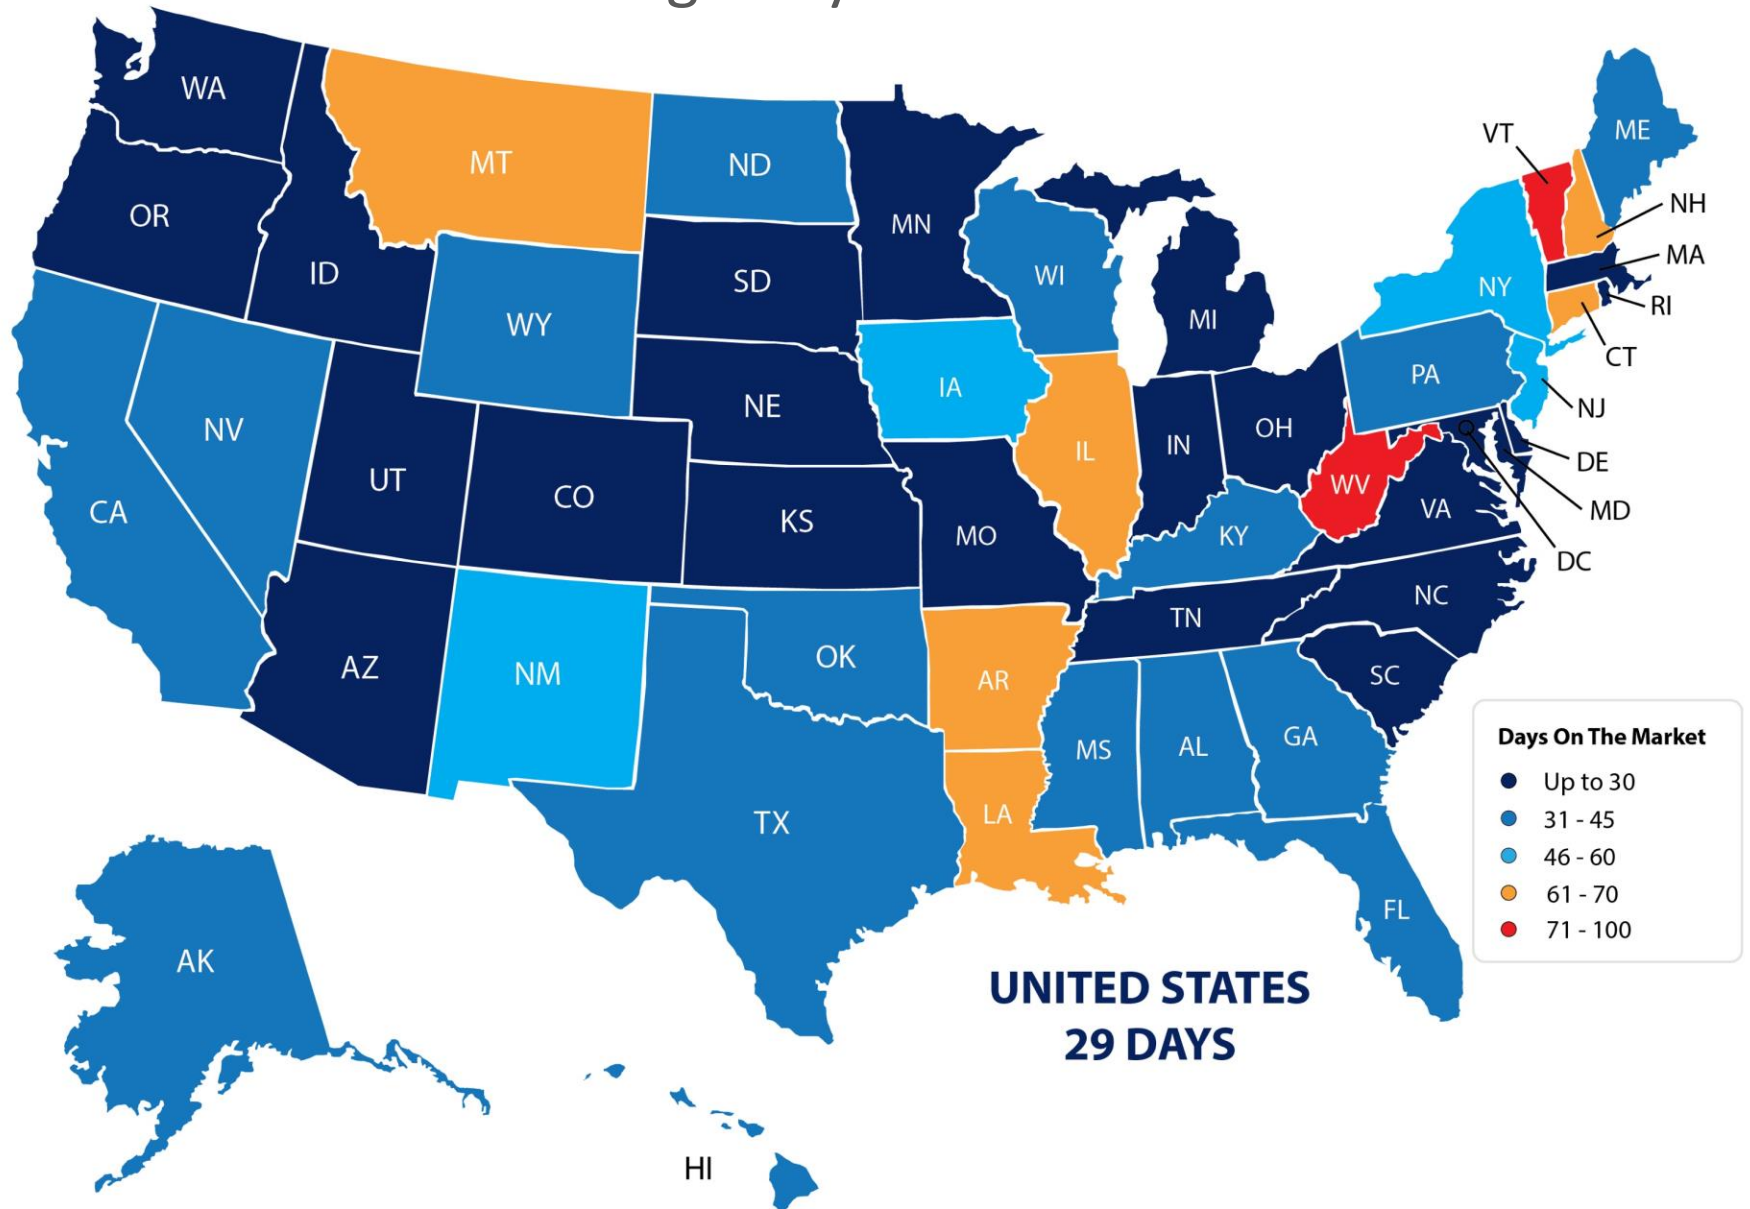 WA
MT
ND
MN
VT
ME
OR
ID
SD
WI
NH
MA
WY
MI
NY
RI
CT
NV
NE
IA
PA
NJ
CA
UT
CO
KS
MO
IL
IN
OH
WV
VA
DE
MD
DC
KY
NC
AZ
NM
OK
AR
TN
SC
TX
LA
MS
AL
GA
FL
AK
HI
Days On The Market
Up to 30
31 - 45
46 - 60
61 - 70
71 - 100
UNITED STATES
29 DAYS